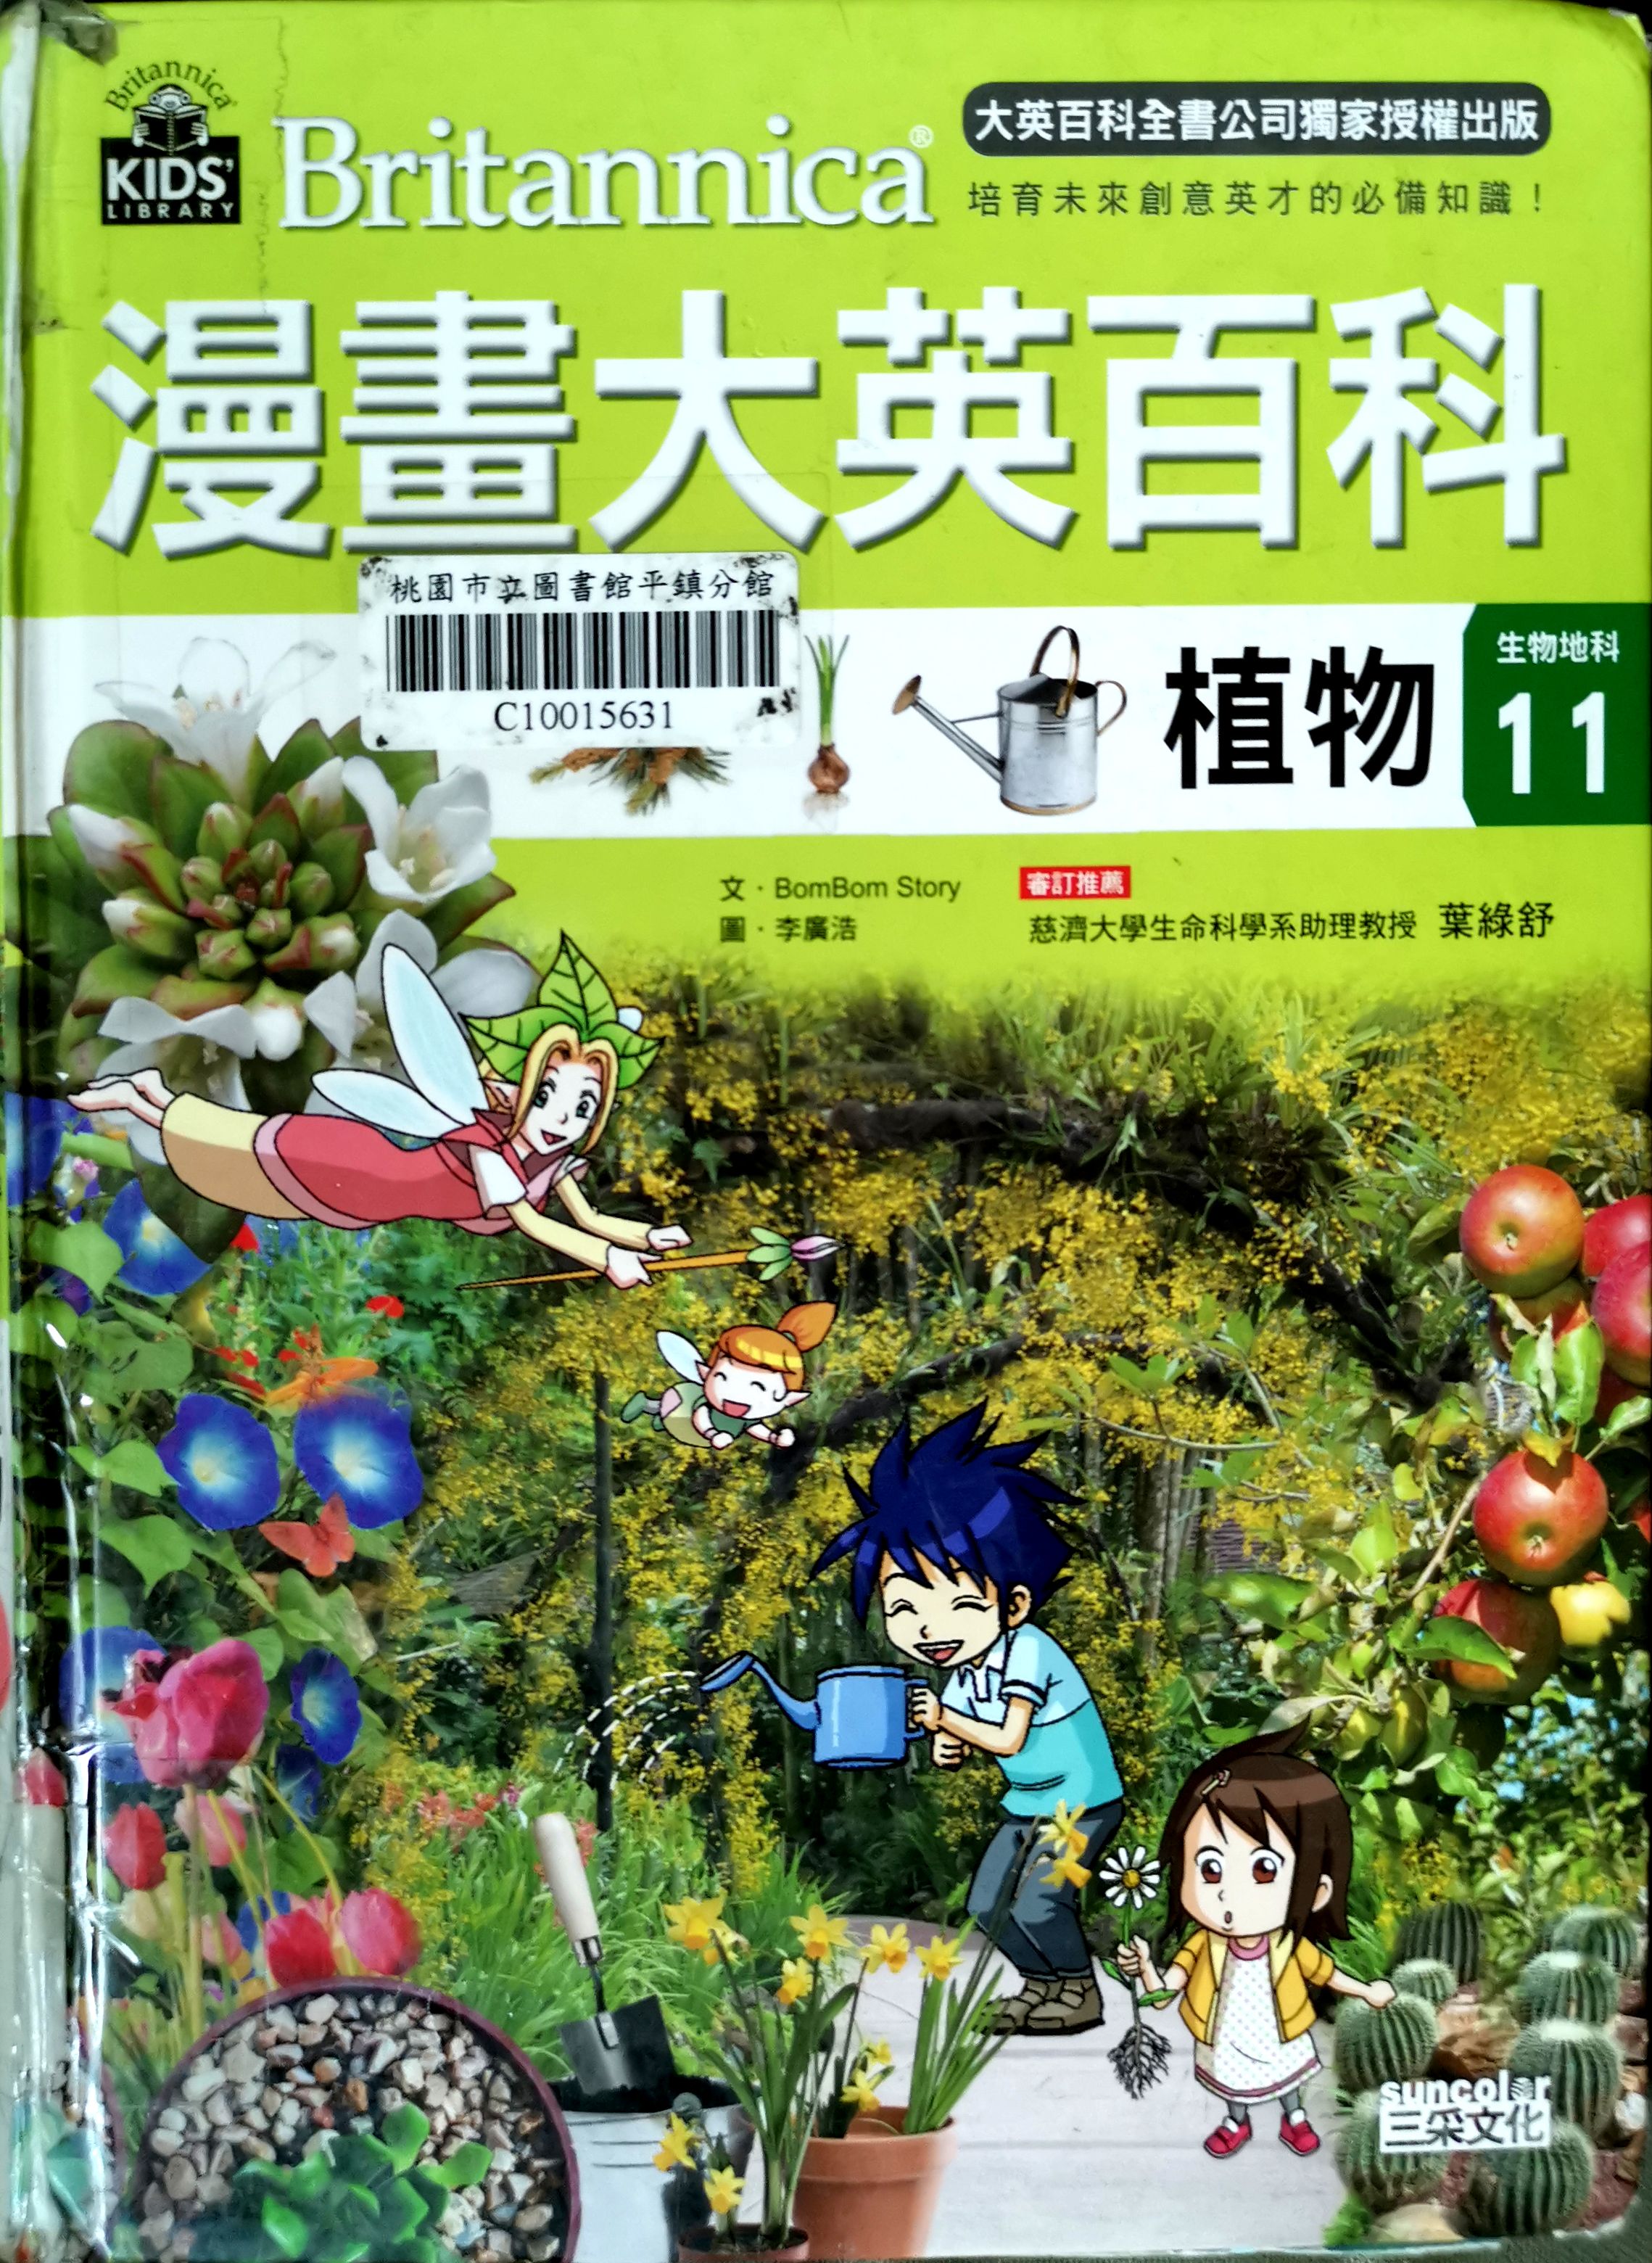 Britannica
KIDS'
LIBRARY
Britannica®
大英百科全書公司獨家授權出版
培育未來創意英才的必備知識！
漫畫大英百科
桃園市立圖書館平鎮分館
C10015631
植物
生物地科
11
文·BomBom Story
圖·李廣浩
審訂推薦
慈濟大學生命科學系助理教授 葉綠舒
suncolor
三采文化